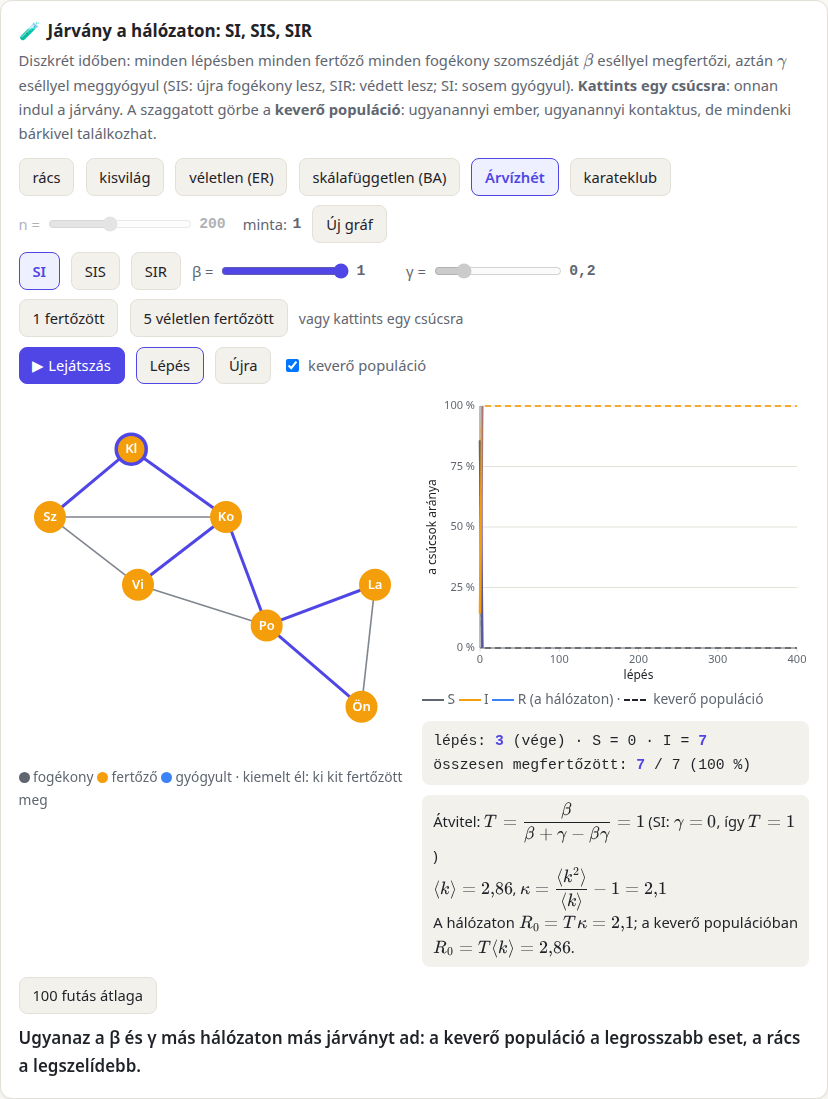 🧪 Járvány a hálózaton: SI, SIS, SIR
Diszkrét időben: minden lépésben minden fertőző minden fogékony szomszédját β eséllyel megfertőzi, aztán γ
eséllyel meggyógyul (SIS: újra fogékony lesz, SIR: védett lesz; SI: sosem gyógyul). Kattints egy csúcsra: onnan
indul a járvány. A szaggatott görbe a keverő populáció: ugyanannyi ember, ugyanannyi kontaktus, de mindenki
bárkivel találkozhat.
rács kisvilág véletlen (ER) skálafüggetlen (BA) Árvízhét karateklub
n = 200 minta: 1 Új gráf
SI SIS SIR β = 1 γ = 0,2
1 fertőzött 5 véletlen fertőzött vagy kattints egy csúcsra
▶ Lejátszás Lépés Újra keverő populáció
Kl
Sz
Ko
Vi
La
Po
Ön
fogékony fertőző gyógyult · kiemelt él: ki kit fertőzött
meg
100 %
75 %
50 %
25 %
0 %
a csúcsok aránya
0 100 200 300 400
lépés
S I R (a hálózaton) · keverő populáció
lépés: 3 (vége) · S = 0 · I = 7
összesen megfertőzött: 7 / 7 (100 %)
Átvitel: T = β / (β + γ − βγ) = 1 (SI: γ = 0, így T = 1
)
⟨k⟩ = 2,86, κ = ⟨k²⟩ / ⟨k⟩ − 1 = 2,1
A hálózaton R₀ = T κ = 2,1; a keverő populációban
R₀ = T⟨k⟩ = 2,86.
100 futás átlaga
Ugyanaz a β és γ más hálózaton más járványt ad: a keverő populáció a legrosszabb eset, a rács
a legszelídebb.